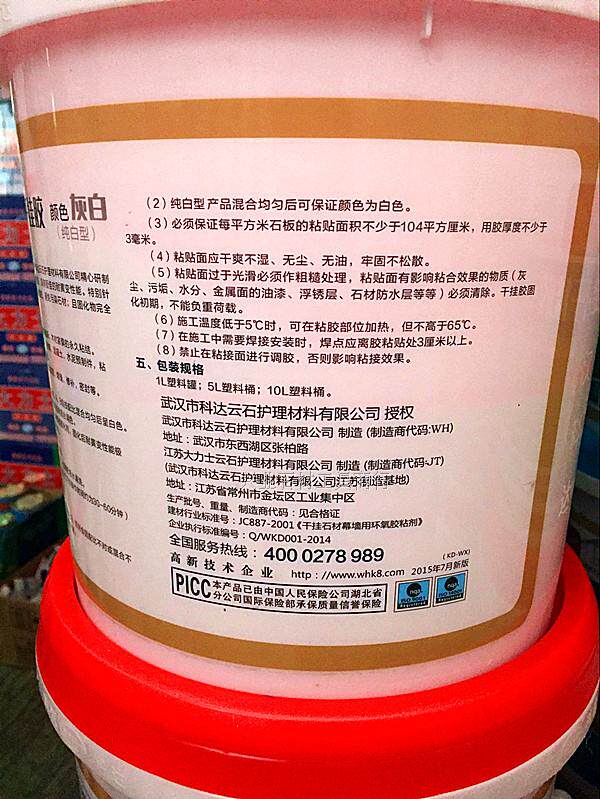 胶 颜色 灰白
(纯白型)
材料有限公司精心研制
(2) 纯白型产品混合均匀后可保证颜色为白色。
(3) 必须保证每平方米石板的粘贴面积不少于104平方厘米，用胶厚度不少于
3毫米。
(4) 粘贴面应干爽不湿、无尘、无油，牢固不松散。
(5) 粘贴面过于光滑必须作粗糙处理，粘贴面有影响粘合效果的物质(灰
尘、污垢、水分、金属面的油漆、浮锈层、石材防水层等等) 必须清除。干挂胶固
化初期，不能负重荷载。
(6) 施工温度低于5℃时，可在粘胶部位加热，但不高于65℃。
(7) 在施工中需要焊接安装时，焊点应离胶粘贴处3厘米以上。
(8) 禁止在粘接面进行调胶，否则影响粘接效果。
五、包装规格
1L塑料罐；5L塑料桶；10L塑料桶。
武汉市科达云石护理材料有限公司 授权
武汉市科达云石护理材料有限公司 制造 (制造商代码:WH)
地址：武汉市东西湖区张柏路
江苏大力士云石护理材料有限公司 制造 (制造商代码:JT)
(武汉市科达云石护理材料有限公司江苏制造基地)
地址：江苏省常州市金坛区工业集中区
生产批号、重量、制造商代码：见合格证
建材行业标准号：JC887-2001《干挂石材幕墙用环氧胶粘剂》
企业执行标准编号：Q/WKD001-2014
全国服务热线：400 0278 989
(KD-WX)
高新技术企业 http：//www.whk8.com 2015年7月新版
PICC 本产品已由中国人民保险公司湖北省
分公司国际保险部承保质量信誉保险